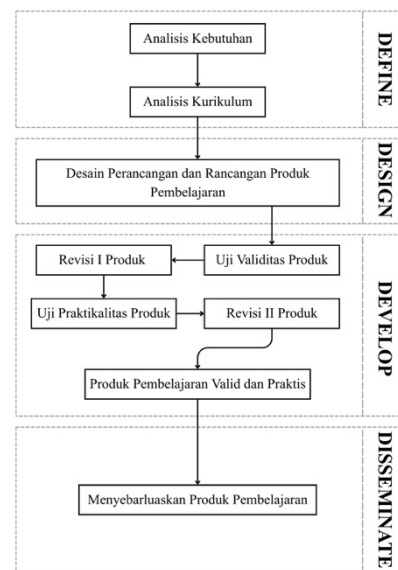 Analisis Kebutuhan
Analisis Kurikulum
DEFINE
Desain Perancangan dan Rancangan Produk
Pembelajaran
DESIGN
Revisi I Produk
Uji Validitas Produk
Uji Praktikalitas Produk
Revisi II Produk
Produk Pembelajaran Valid dan Praktis
DEVELOP
Menyebarluaskan Produk Pembelajaran
DISSEMINATE